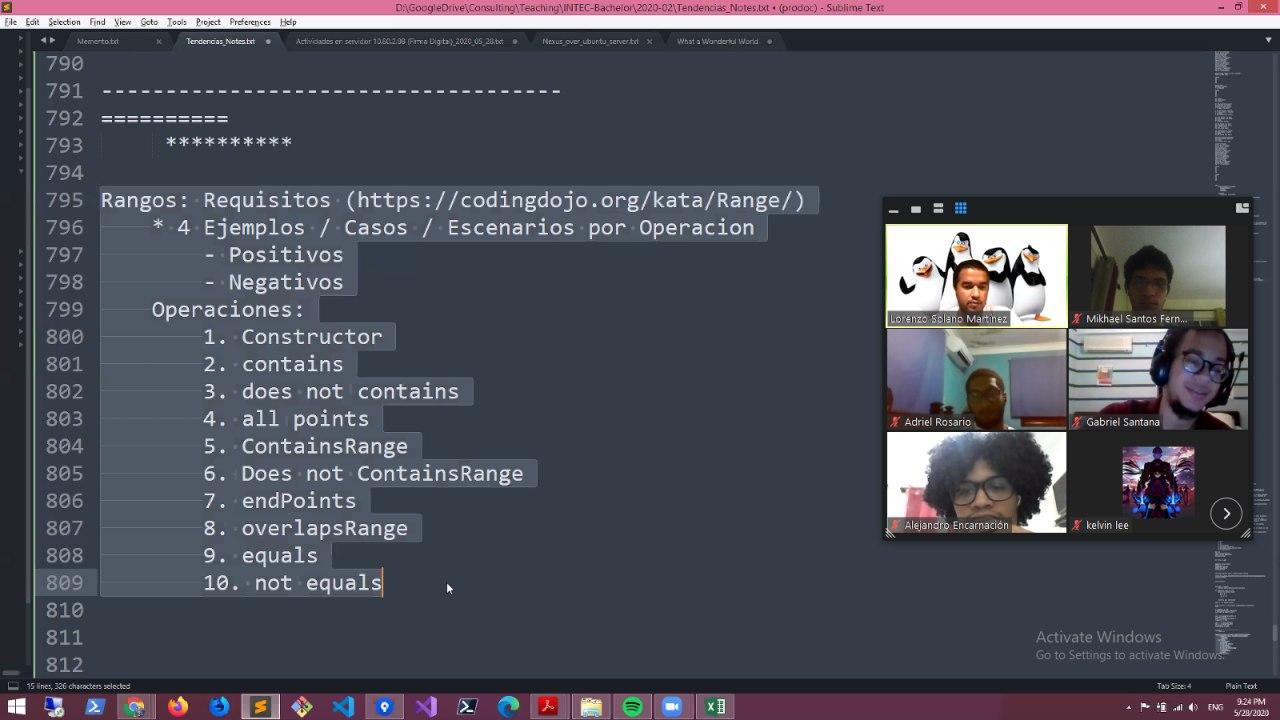 D:\GoogleDrive\Consulting\Teaching\INTEC-Bachelor\2020-02\Tendencias_Notes.txt • (prodoc) - Sublime Text
File Edit Selection Find View Goto Tools Project Preferences Help
Memento.txt Tendencias_Notes.txt Actividades en servidor 10.80.2.98 (Firma Digital)_2020_05_28.txt Nexus_over_ubuntu_server.txt What a Wonderful World
790
791 ------------------------------------
792 ==========
793 **********
794
795 Rangos: Requisitos (https://codingdojo.org/kata/Range/)
796 * 4 Ejemplos / Casos / Escenarios por Operacion
797 - Positivos
798 - Negativos
799 Operaciones:
800 1. Constructor
801 2. contains
802 3. does not contains
803 4. all points
804 5. ContainsRange
805 6. Does not ContainsRange
806 7. endPoints
807 8. overlapsRange
808 9. equals
809 10. not equals
810
811
812
Lorenzo Solano Martinez
Mikhael Santos Fern...
Adriel Rosario
Gabriel Santana
Alejandro Encarnación
kelvin lee
Activate Windows
Go to Settings to activate Windows.
15 lines, 326 characters selected
Tab Size: 4
Plain Text
ENG
9:24 PM
5/28/2020